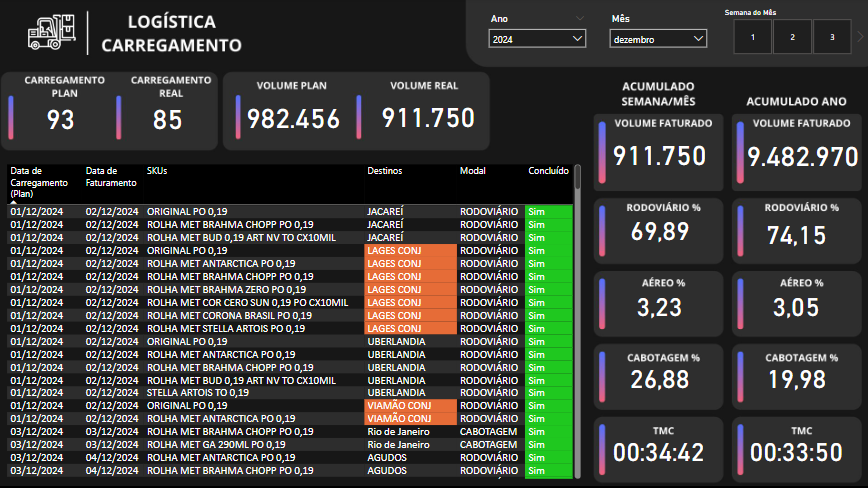 LOGÍSTICA
CARREGAMENTO
Ano
2024
Mês
dezembro
Semana do Mês
1 2 3
CARREGAMENTO PLAN
93
CARREGAMENTO REAL
85
VOLUME PLAN
982.456
VOLUME REAL
911.750
Data de Carregamento (Plan) Data de Faturamento SKUs Destinos Modal Concluído
01/12/2024 02/12/2024 ORIGINAL PO 0,19 JACAREÍ RODOVIÁRIO Sim
01/12/2024 02/12/2024 ROLHA MET BRAHMA CHOPP PO 0,19 JACAREÍ RODOVIÁRIO Sim
01/12/2024 02/12/2024 ROLHA MET BUD 0,19 ART NV TO CX10MIL JACAREÍ RODOVIÁRIO Sim
01/12/2024 02/12/2024 ORIGINAL PO 0,19 LAGES CONJ RODOVIÁRIO Sim
01/12/2024 02/12/2024 ROLHA MET ANTARCTICA PO 0,19 LAGES CONJ RODOVIÁRIO Sim
01/12/2024 02/12/2024 ROLHA MET BRAHMA CHOPP PO 0,19 LAGES CONJ RODOVIÁRIO Sim
01/12/2024 02/12/2024 ROLHA MET BRAHMA ZERO PO 0,19 LAGES CONJ RODOVIÁRIO Sim
01/12/2024 02/12/2024 ROLHA MET COR CERO SUN 0,19 PO CX10MIL LAGES CONJ RODOVIÁRIO Sim
01/12/2024 02/12/2024 ROLHA MET CORONA BRASIL PO 0,19 LAGES CONJ RODOVIÁRIO Sim
01/12/2024 02/12/2024 ROLHA MET STELLA ARTOIS PO 0,19 LAGES CONJ RODOVIÁRIO Sim
01/12/2024 02/12/2024 ORIGINAL PO 0,19 UBERLANDIA RODOVIÁRIO Sim
01/12/2024 02/12/2024 ROLHA MET ANTARCTICA PO 0,19 UBERLANDIA RODOVIÁRIO Sim
01/12/2024 02/12/2024 ROLHA MET BRAHMA CHOPP PO 0,19 UBERLANDIA RODOVIÁRIO Sim
01/12/2024 02/12/2024 ROLHA MET BUD 0,19 ART NV TO CX10MIL UBERLANDIA RODOVIÁRIO Sim
01/12/2024 02/12/2024 STELLA ARTOIS TO 0,19 UBERLANDIA RODOVIÁRIO Sim
01/12/2024 02/12/2024 ORIGINAL PO 0,19 VIAMÃO CONJ RODOVIÁRIO Sim
01/12/2024 02/12/2024 ROLHA MET ANTARCTICA PO 0,19 VIAMÃO CONJ RODOVIÁRIO Sim
02/12/2024 03/12/2024 ROLHA MET BRAHMA CHOPP PO 0,19 Rio de Janeiro CABOTAGEM Sim
03/12/2024 03/12/2024 ROLHA MET GA 290ML PO 0,19 Rio de Janeiro CABOTAGEM Sim
03/12/2024 04/12/2024 ROLHA MET ANTARCTICA PO 0,19 AGUDOS RODOVIÁRIO Sim
03/12/2024 04/12/2024 ROLHA MET BRAHMA CHOPP PO 0,19 AGUDOS RODOVIÁRIO Sim
ACUMULADO
SEMANA/MÊS
VOLUME FATURADO
911.750
RODOVIÁRIO %
69,89
AÉREO %
3,23
CABOTAGEM %
26,88
TMC
00:34:42
ACUMULADO ANO
VOLUME FATURADO
9.482.970
RODOVIÁRIO %
74,15
AÉREO %
3,05
CABOTAGEM %
19,98
TMC
00:33:50